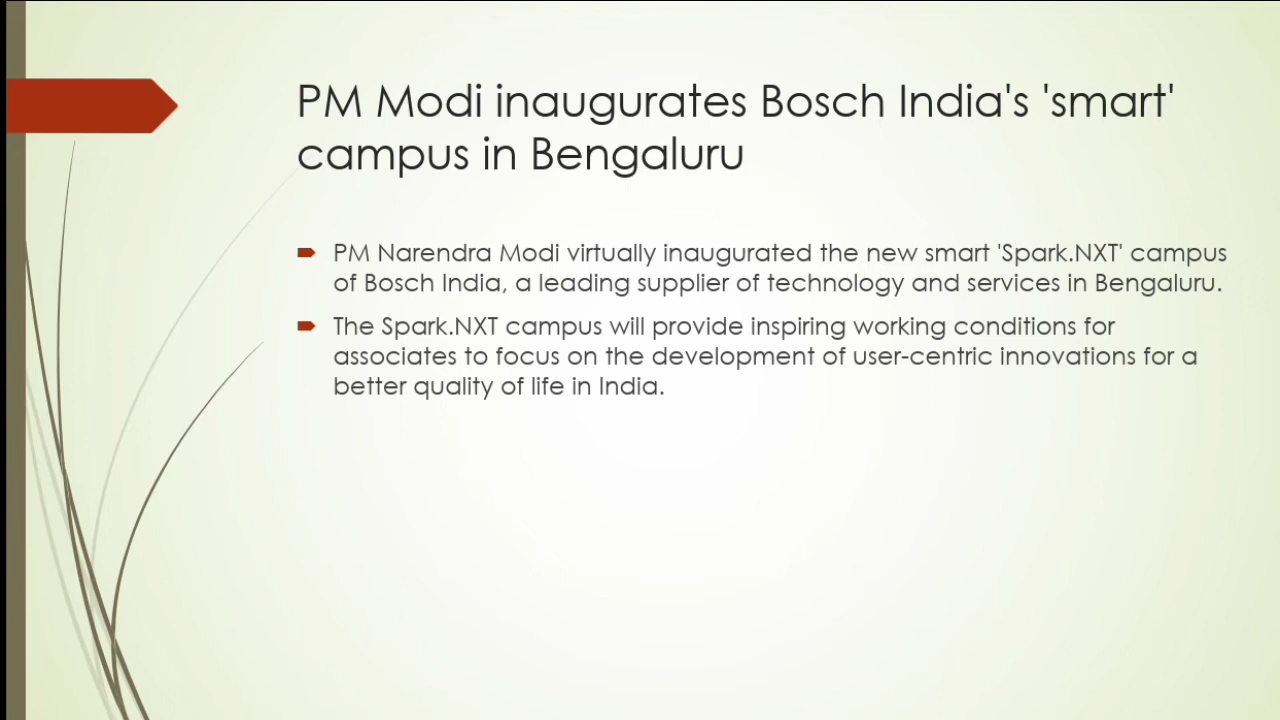 PM Modi inaugurates Bosch India's 'smart'
campus in Bengaluru
PM Narendra Modi virtually inaugurated the new smart 'Spark.NXT' campus
of Bosch India, a leading supplier of technology and services in Bengaluru.
The Spark.NXT campus will provide inspiring working conditions for
associates to focus on the development of user-centric innovations for a
better quality of life in India.